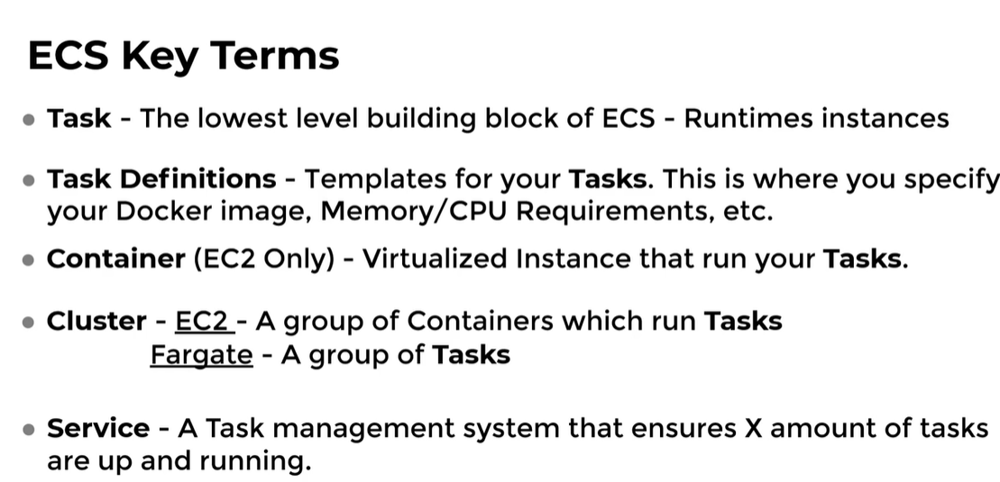 ECS Key Terms
Task - The lowest level building block of ECS - Runtimes instances
Task Definitions - Templates for your Tasks. This is where you specify
your Docker image, Memory/CPU Requirements, etc.
Container (EC2 Only) - Virtualized Instance that run your Tasks.
Cluster - EC2 - A group of Containers which run Tasks
Fargate - A group of Tasks
Service - A Task management system that ensures X amount of tasks
are up and running.